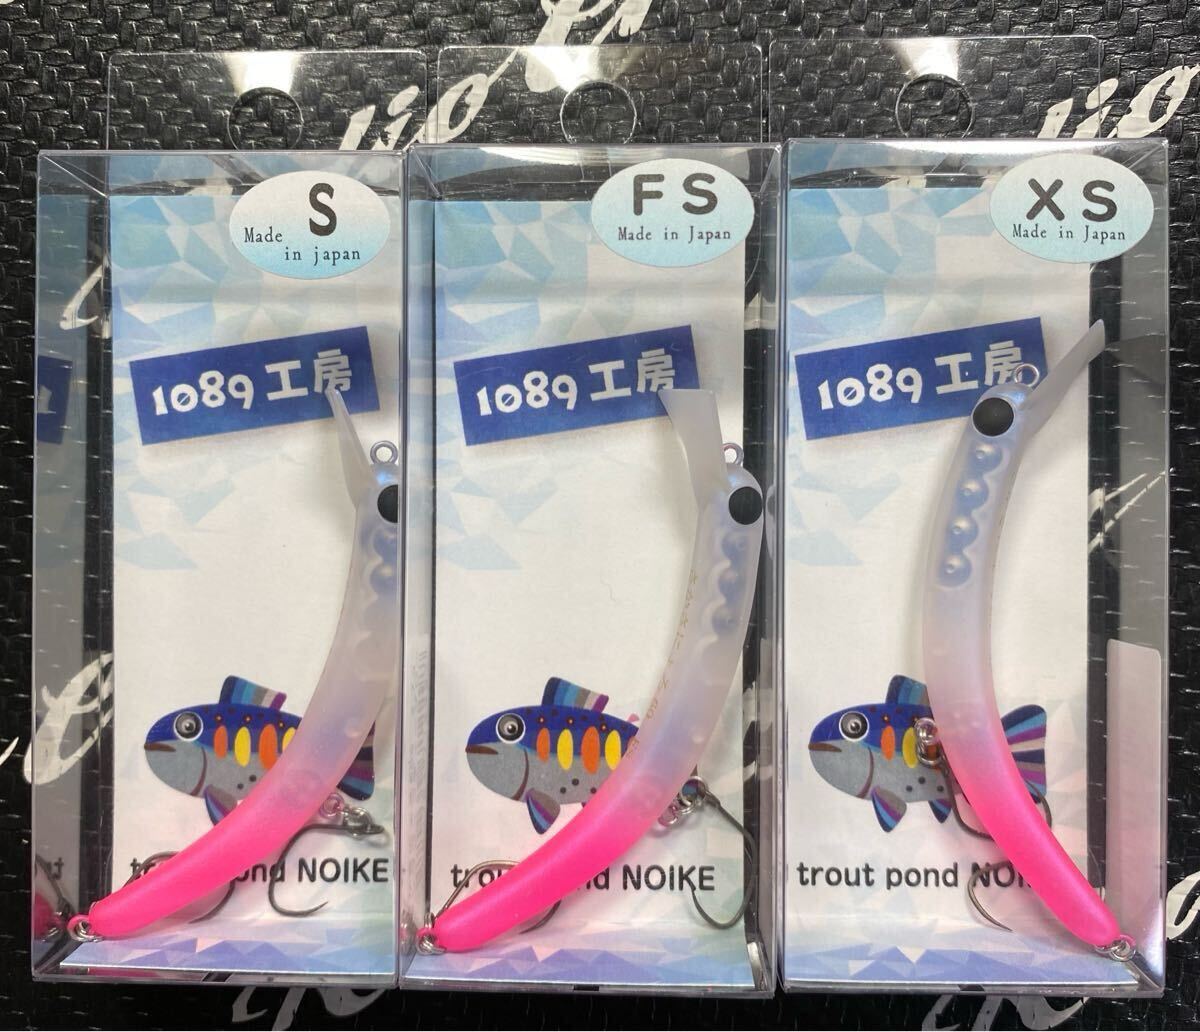 S
Made
in japan
1089工房
trout pond NOIKE
FS
Made in Japan
1089工房
trout pond NOIKE
XS
Made in Japan
1089工房
trout pond NOIKE